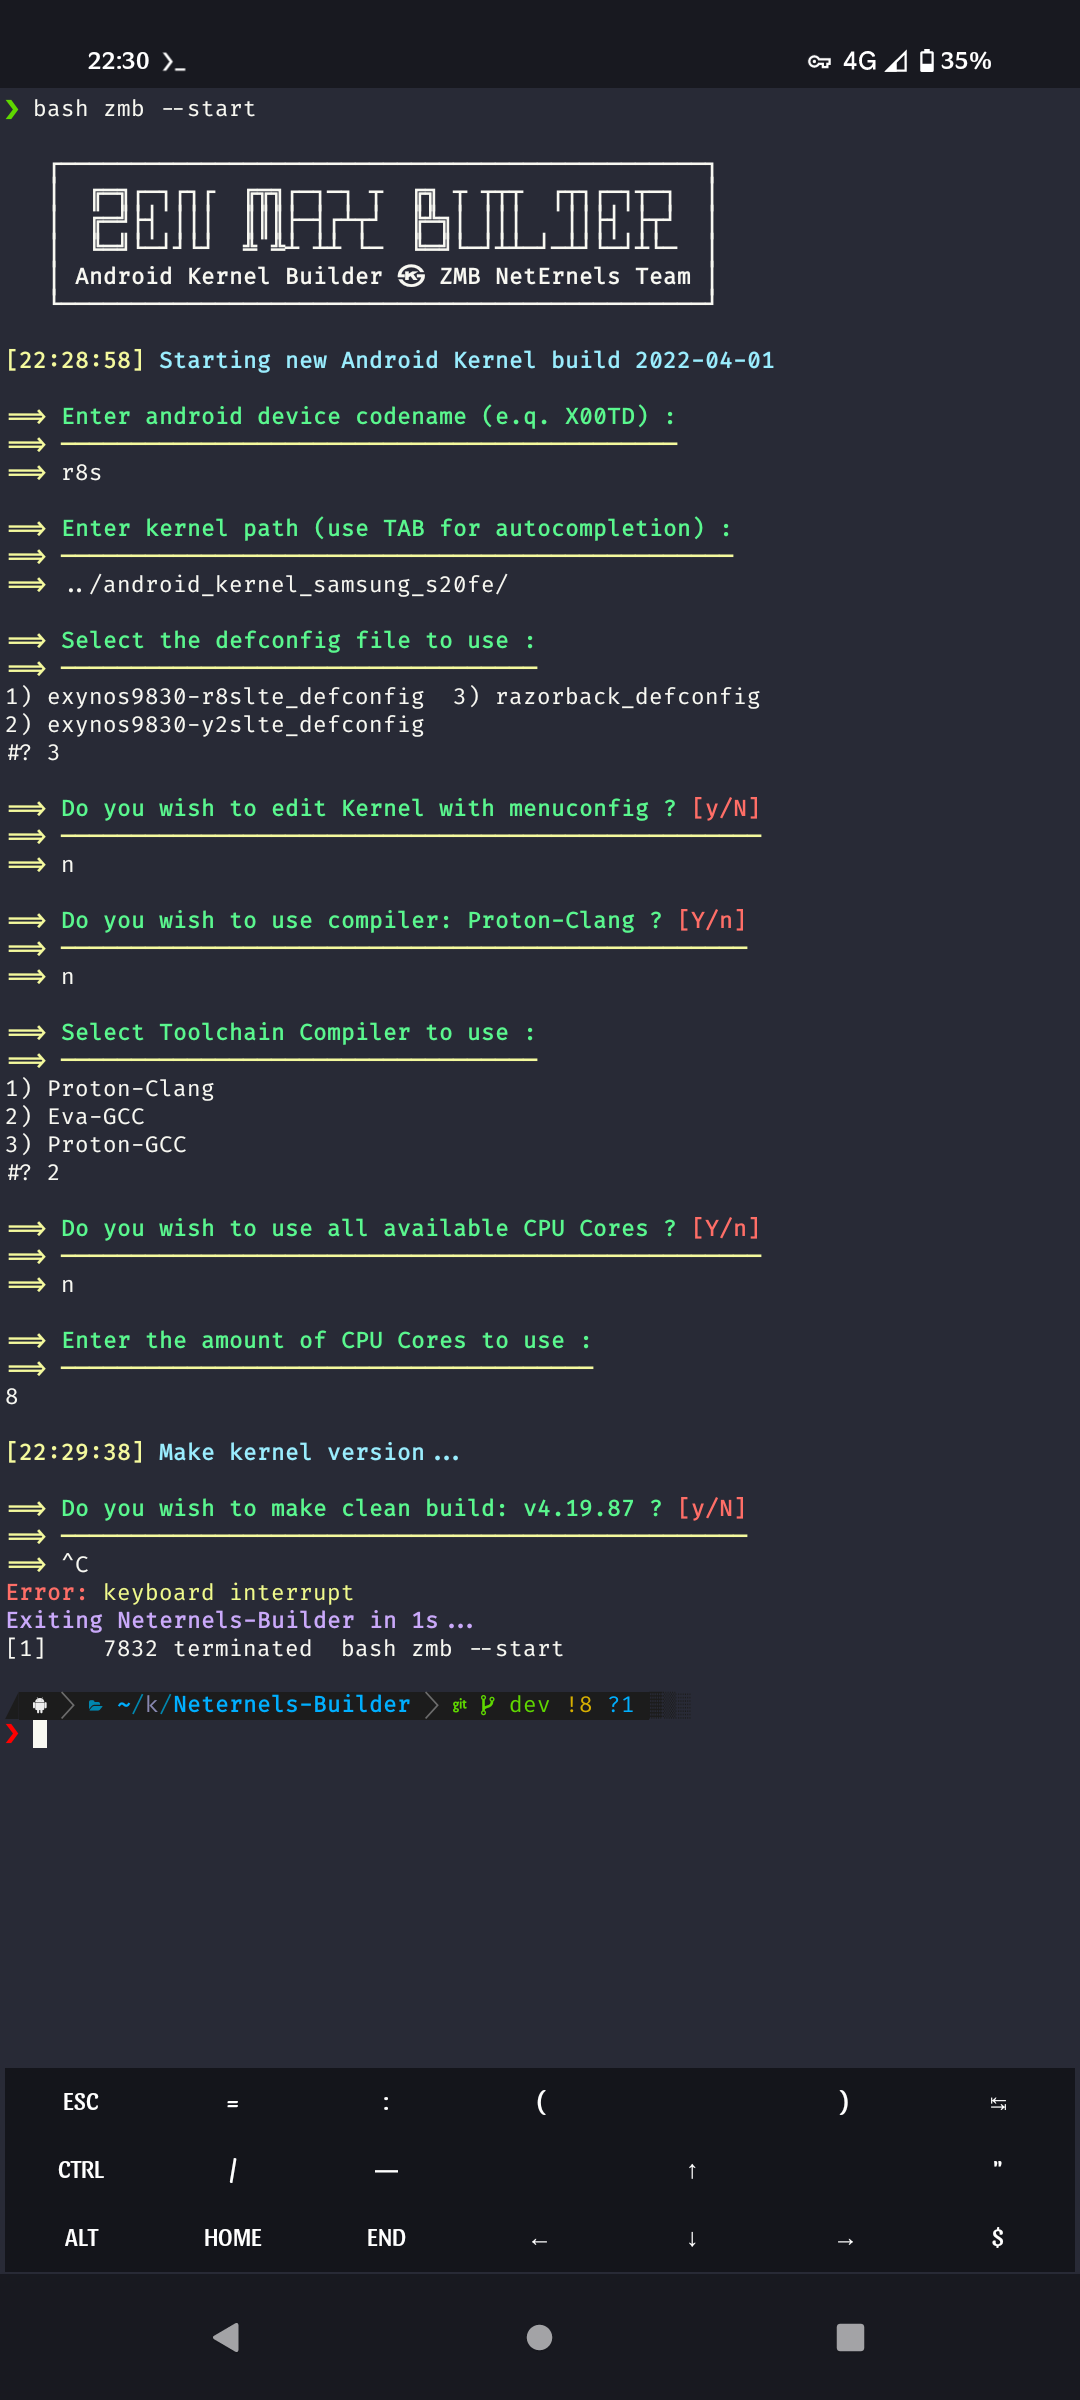 22:30 4G 35%
❯ bash zmb --start
Android Kernel Builder ZMB NetErnels Team
[22:28:58] Starting new Android Kernel build 2022-04-01
==> Enter android device codename (e.q. X00TD) :
==> ────────────────────────────────────────────
==> r8s
==> Enter kernel path (use TAB for autocompletion) :
==> ────────────────────────────────────────────────
==> ../android_kernel_samsung_s20fe/
==> Select the defconfig file to use :
==> ──────────────────────────────────
1) exynos9830-r8slte_defconfig  3) razorback_defconfig
2) exynos9830-y2slte_defconfig
#? 3
==> Do you wish to edit Kernel with menuconfig ? [y/N]
==> ──────────────────────────────────────────────────
==> n
==> Do you wish to use compiler: Proton-Clang ? [Y/n]
==> ─────────────────────────────────────────────────
==> n
==> Select Toolchain Compiler to use :
==> ──────────────────────────────────
1) Proton-Clang
2) Eva-GCC
3) Proton-GCC
#? 2
==> Do you wish to use all available CPU Cores ? [Y/n]
==> ──────────────────────────────────────────────────
==> n
==> Enter the amount of CPU Cores to use :
==> ──────────────────────────────────────
8
[22:29:38] Make kernel version...
==> Do you wish to make clean build: v4.19.87 ? [y/N]
==> ─────────────────────────────────────────────────
==> ^C
Error: keyboard interrupt
Exiting Neternels-Builder in 1s...
[1]    7832 terminated  bash zmb --start
~/k/Neternels-Builder git dev !8 ?1
❯
ESC = : ( ) ↹
CTRL / — ↑ "
ALT HOME END ← ↓ → $